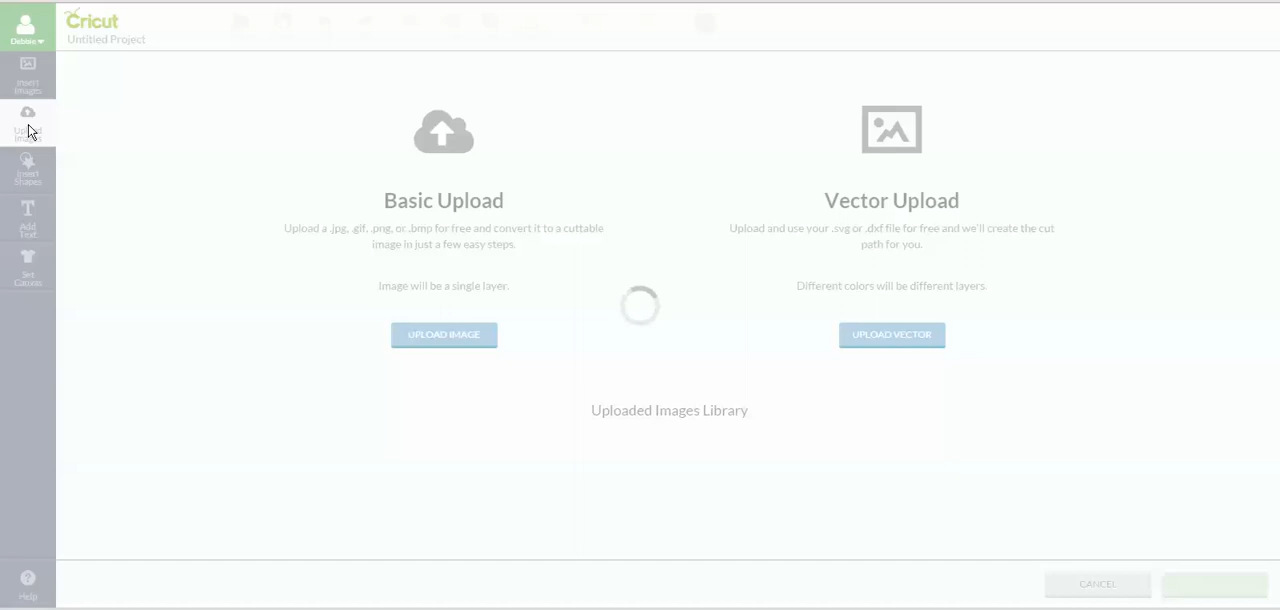 Cricut
Debbie
Untitled Project
Insert
Images
Upload
Images
Insert
Shapes
Add
Text
Set
Canvas
Help
Basic Upload
Upload a .jpg, .gif, .png, or .bmp for free and convert it to a cuttable
image in just a few easy steps.
Image will be a single layer.
UPLOAD IMAGE
Vector Upload
Upload and use your .svg or .dxf file for free and we'll create the cut
path for you.
Different colors will be different layers.
UPLOAD VECTOR
Uploaded Images Library
CANCEL